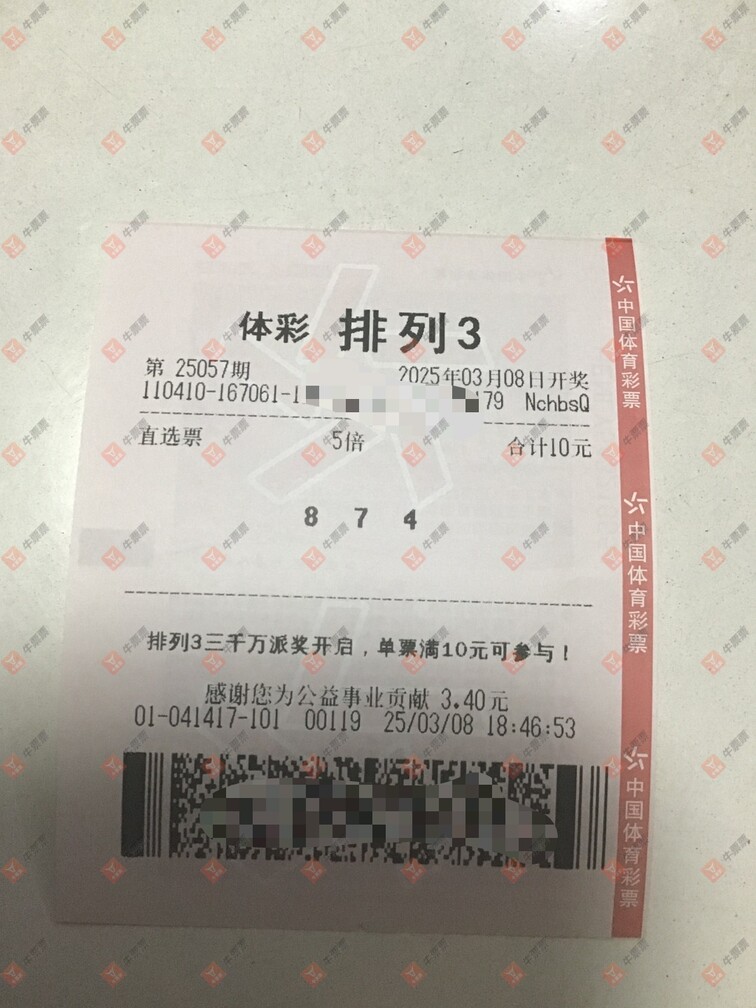 体彩 排列3
第 25057期 2025年03月08日开奖
110410-167061-1 179 NchbsQ
直选票 5倍 合计10元
8 7 4
排列3三千万派奖开启，单票满10元可参与！
感谢您为公益事业贡献 3.40元
01-041417-101 00119 25/03/08 18:46:53
中国体育彩票
中国体育彩票
中国体育彩票
牛票票